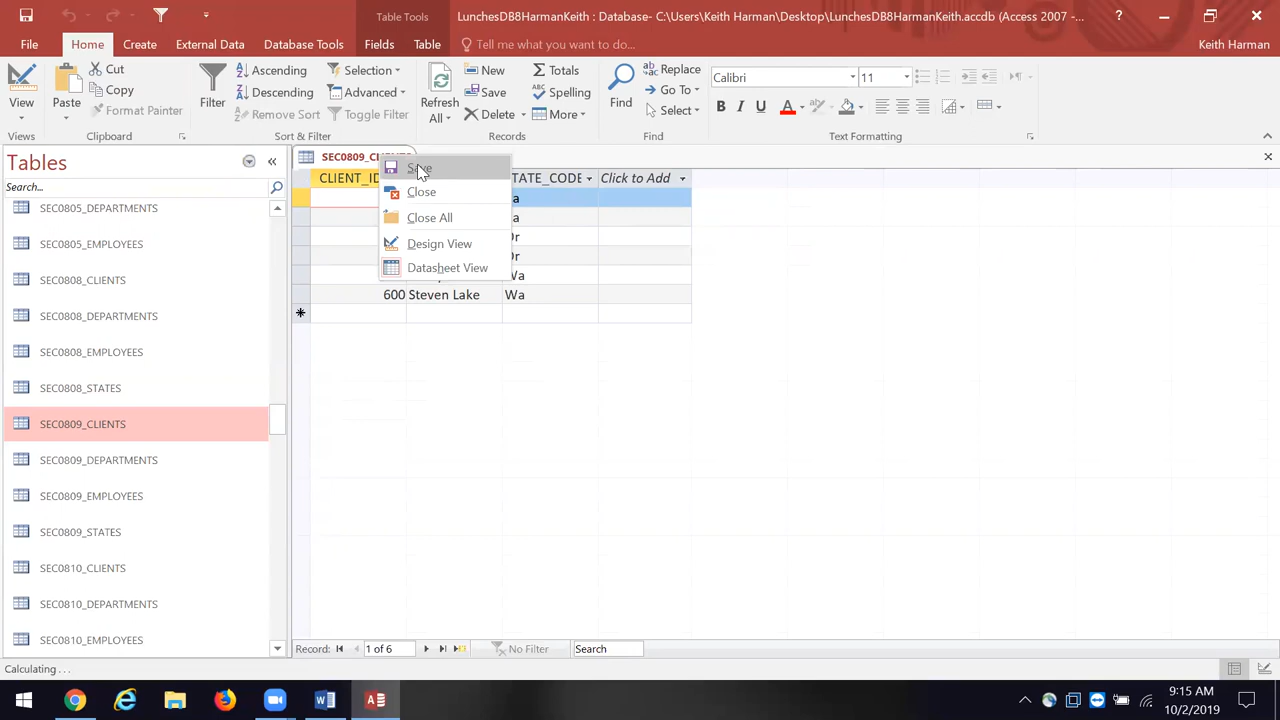 Table Tools
LunchesDB8HarmanKeith : Database- C:\Users\Keith Harman\Desktop\LunchesDB8HarmanKeith.accdb (Access 2007 -...
?
File
Home
Create
External Data
Database Tools
Fields
Table
Tell me what you want to do...
Keith Harman
View
Views
Paste
Cut
Copy
Format Painter
Clipboard
Filter
Ascending
Descending
Remove Sort
Selection
Advanced
Toggle Filter
Sort & Filter
Refresh
All
New
Save
Delete
Totals
Spelling
More
Records
Find
Replace
Go To
Select
Find
Calibri
11
B I U A
Text Formatting
Tables
Search...
SEC0805_DEPARTMENTS
SEC0805_EMPLOYEES
SEC0808_CLIENTS
SEC0808_DEPARTMENTS
SEC0808_EMPLOYEES
SEC0808_STATES
SEC0809_CLIENTS
SEC0809_DEPARTMENTS
SEC0809_EMPLOYEES
SEC0809_STATES
SEC0810_CLIENTS
SEC0810_DEPARTMENTS
SEC0810_EMPLOYEES
CLIENT_ID
TATE_CODE
Click to Add
Save
Close
Close All
Design View
Datasheet View
Wa
600 Steven Lake Wa
Record:
1 of 6
No Filter
Search
Calculating . . .
9:15 AM
10/2/2019